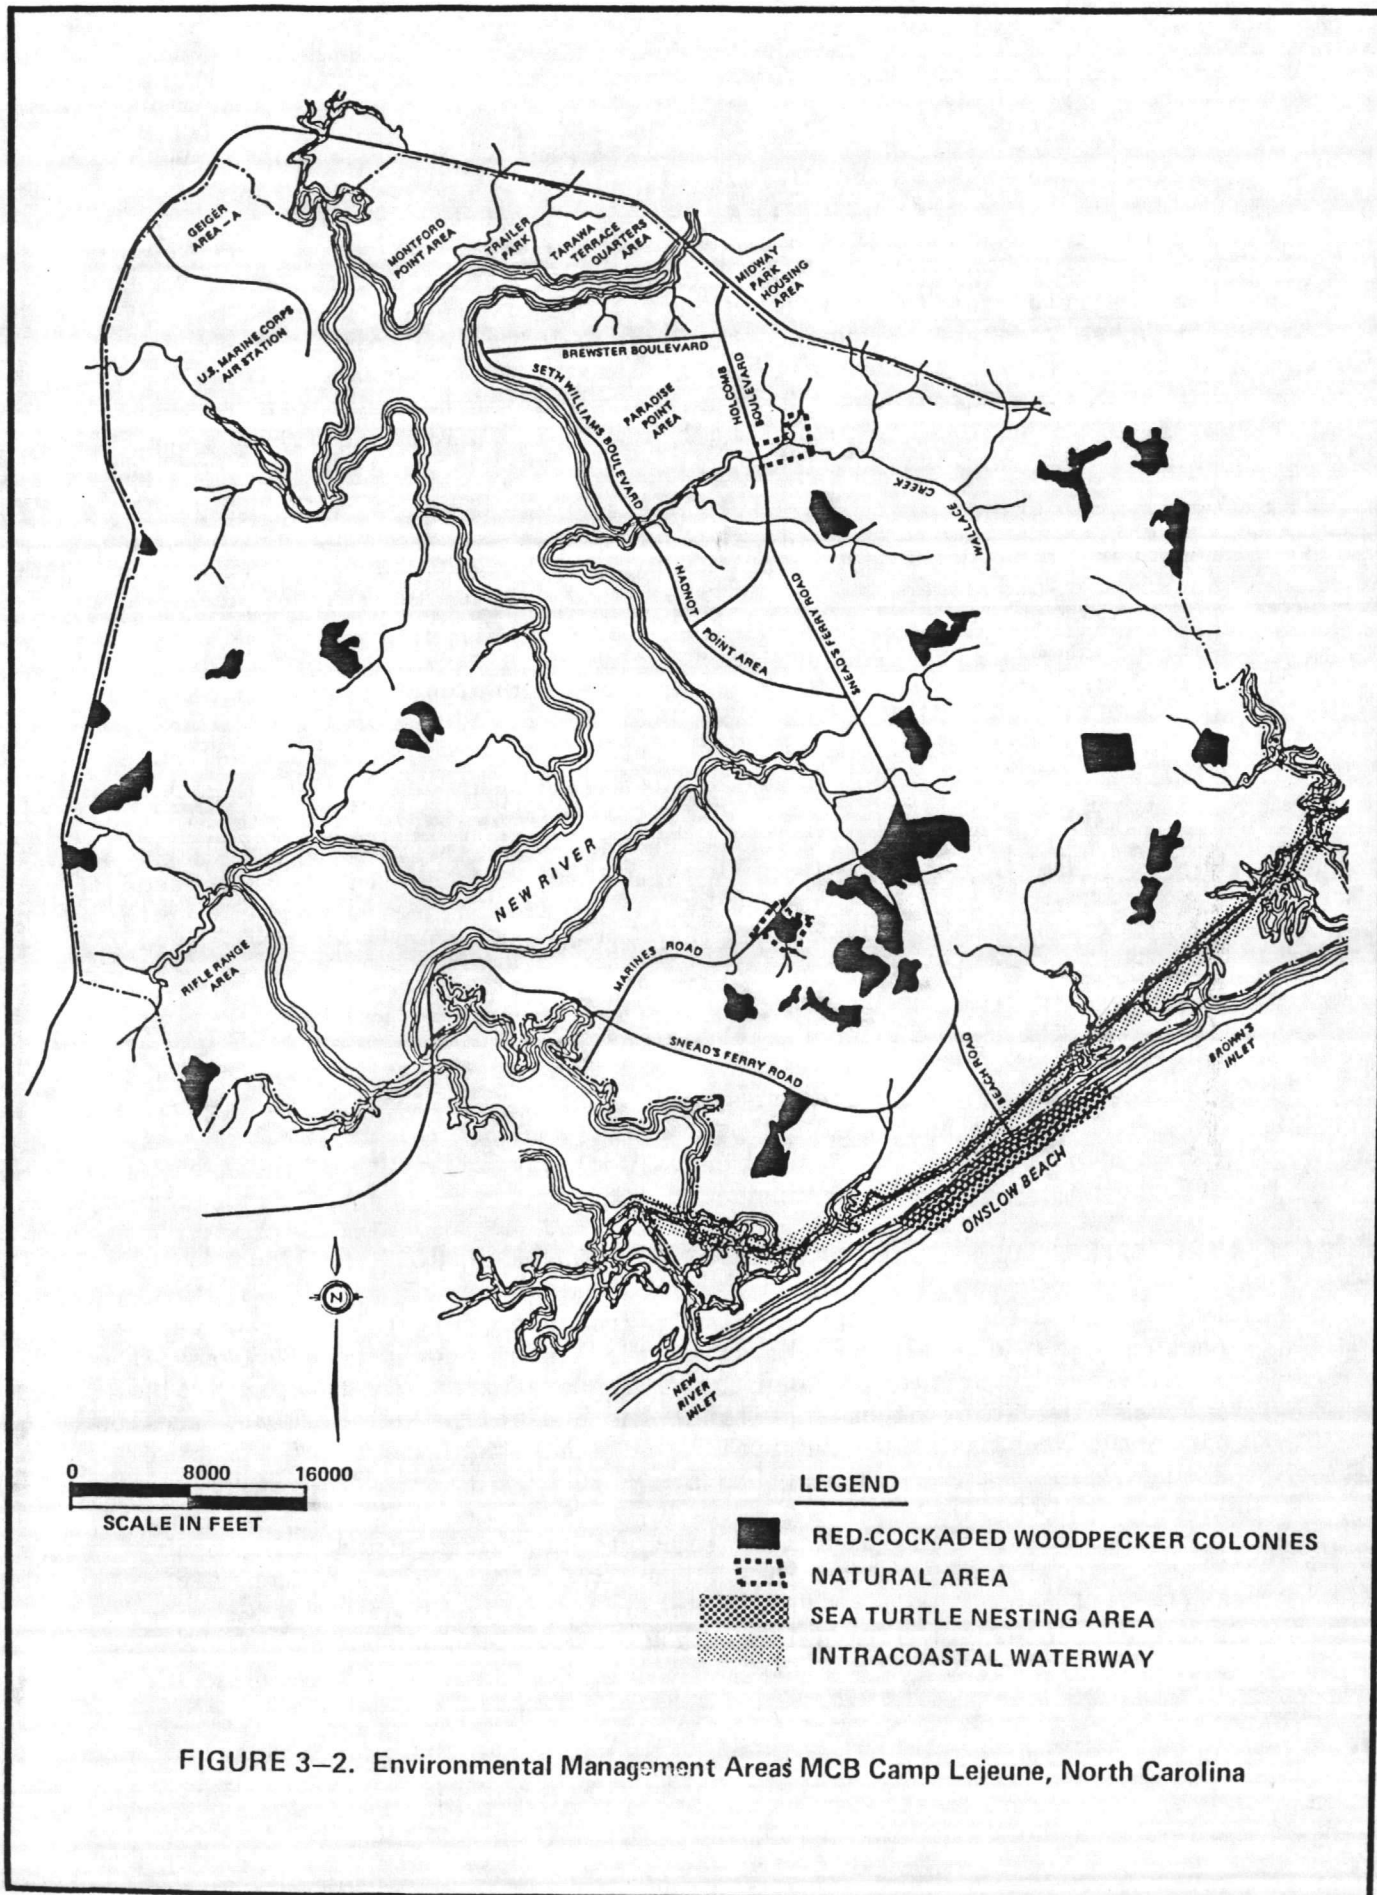 GEIGER
AREA – A
MONTFORD
POINT AREA
TRAILER
PARK
TARAWA
TERRACE
QUARTERS
AREA
MIDWAY
PARK
HOUSING
AREA
U.S. MARINE CORPS
AIR STATION
BREWSTER BOULEVARD
SETH WILLIAMS BOULEVARD
PARADISE
POINT
AREA
HOLCOMB
BOULEVARD
WALLACE CREEK
HADNOT
POINT AREA
SNEAD'S FERRY ROAD
NEW RIVER
RIFLE RANGE
AREA
MARINES ROAD
SNEAD'S FERRY ROAD
BEACH ROAD
BROWN'S
INLET
ONSLOW BEACH
NEW
RIVER
INLET
N
0 8000 16000
SCALE IN FEET
LEGEND
RED.COCKADED WOODPECKER COLONIES
NATURAL AREA
SEA TURTLE NESTING AREA
INTRACOASTAL WATERWAY
FIGURE 3–2. Environmental Management Areas MCB Camp Lejeune, North Carolina